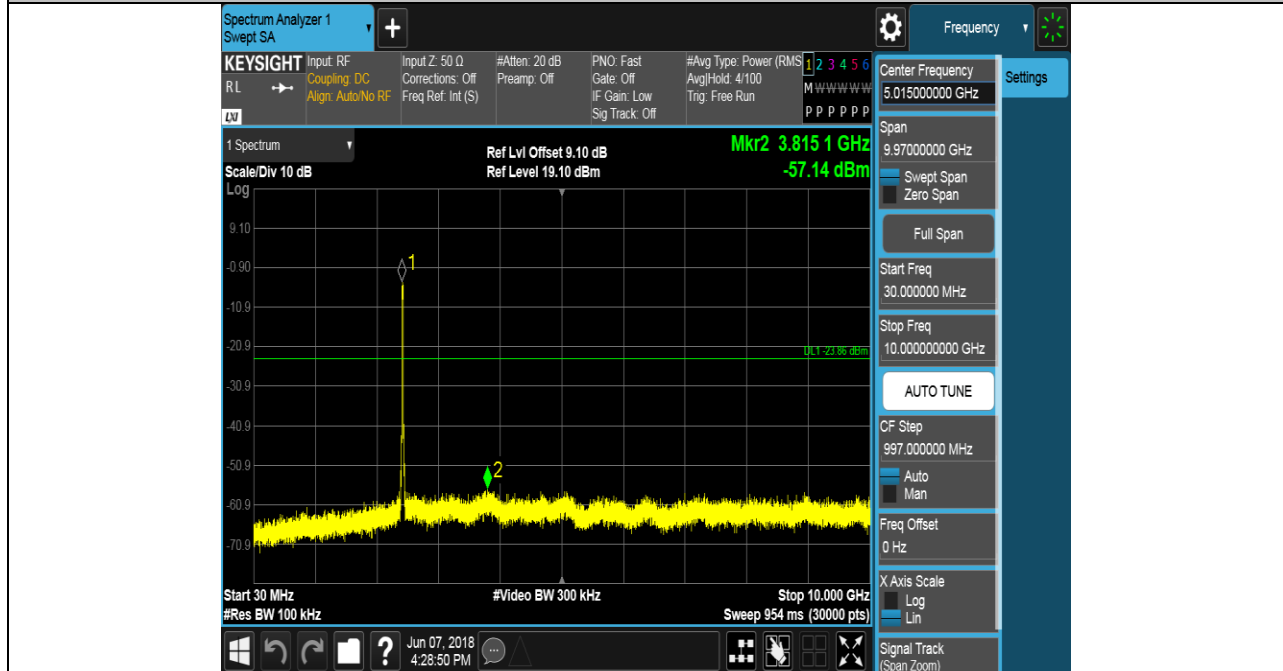 Spectrum Analyzer 1
Swept SA
+
Frequency
KEYSIGHT
RL
LXI
Input: RF
Coupling: DC
Align: Auto/No RF
Input Z: 50 Ω
Corrections: Off
Freq Ref: Int (S)
#Atten: 20 dB
Preamp: Off
PNO: Fast
Gate: Off
IF Gain: Low
Sig Track: Off
#Avg Type: Power (RMS
Avg|Hold: 4/100
Trig: Free Run
1 2 3 4 5 6
M W W W W W
P P P P P P
1 Spectrum
Scale/Div 10 dB
Log
Ref Lvl Offset 9.10 dB
Ref Level 19.10 dBm
Mkr2 3.815 1 GHz
-57.14 dBm
9.10
-0.90
-10.9
-20.9
-30.9
-40.9
-50.9
-60.9
-70.9
1
2
DL1 -23.86 dBm
Start 30 MHz
#Res BW 100 kHz
#Video BW 300 kHz
Stop 10.000 GHz
Sweep 954 ms (30000 pts)
?
Jun 07, 2018
4:28:50 PM
Center Frequency
5.015000000 GHz
Settings
Span
9.97000000 GHz
Swept Span
Zero Span
Full Span
Start Freq
30.000000 MHz
Stop Freq
10.000000000 GHz
AUTO TUNE
CF Step
997.000000 MHz
Auto
Man
Freq Offset
0 Hz
X Axis Scale
Log
Lin
Signal Track
(Span Zoom)